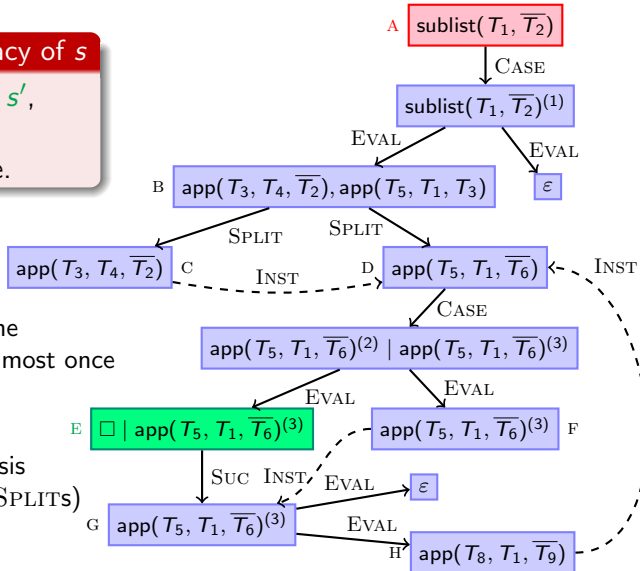 ncy of s
s′,
e.
A sublist(T₁, T̅₂)
CASE
sublist(T₁, T̅₂)⁽¹⁾
EVAL
EVAL
B app(T₃, T₄, T̅₂), app(T₅, T₁, T₃)
ε
SPLIT
SPLIT
app(T₃, T₄, T̅₂) C
INST
D app(T₅, T₁, T̅₆)
INST
CASE
ne
most once
app(T₅, T₁, T̅₆)⁽²⁾ | app(T₅, T₁, T̅₆)⁽³⁾
EVAL
EVAL
E □ | app(T₅, T₁, T̅₆)⁽³⁾
app(T₅, T₁, T̅₆)⁽³⁾ F
sis
SPLITs)
SUC
INST
EVAL
ε
G app(T₅, T₁, T̅₆)⁽³⁾
EVAL
H app(T₈, T₁, T̅₉)